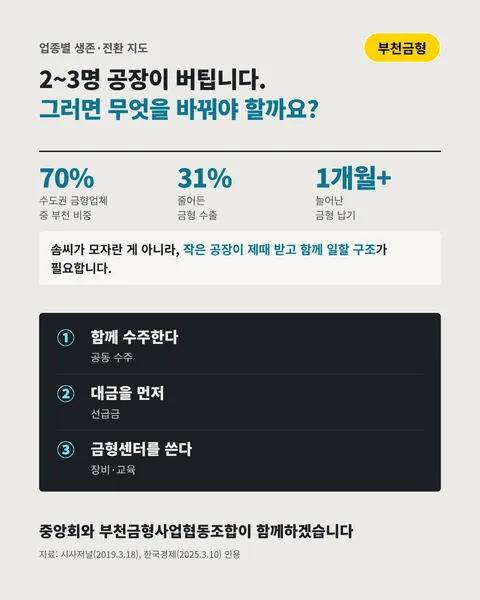 업종별 생존·전환 지도
부천금형
2~3명 공장이 버팁니다.
그러면 무엇을 바꿔야 할까요?
70%
수도권 금형업체
중 부천 비중
31%
줄어든
금형 수출
1개월+
늘어난
금형 납기
솜씨가 모자란 게 아니라, 작은 공장이 제때 받고 함께 일할 구조가
필요합니다.
① 함께 수주한다
공동 수주
② 대금을 먼저
선급금
③ 금형센터를 쓴다
장비·교육
중앙회와 부천금형사업협동조합이 함께하겠습니다
자료: 시사저널(2019.3.18), 한국경제(2025.3.10) 인용